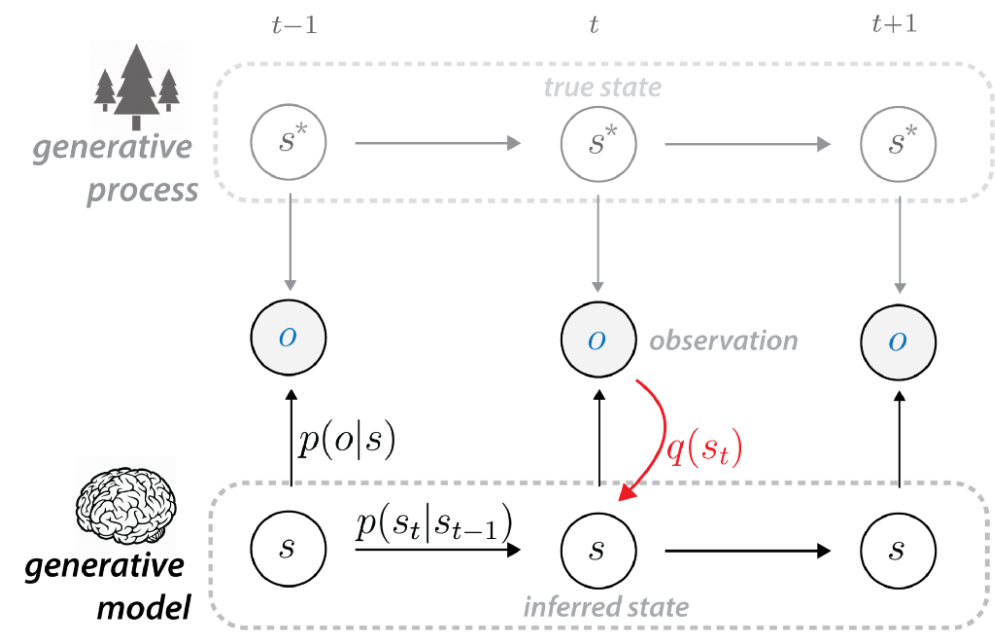 t−1 t t+1
true state
s* s* s*
generative
process
o o observation o
p(o|s)
q(s_t)
p(s_t|s_{t−1})
s s s
generative
model
inferred state